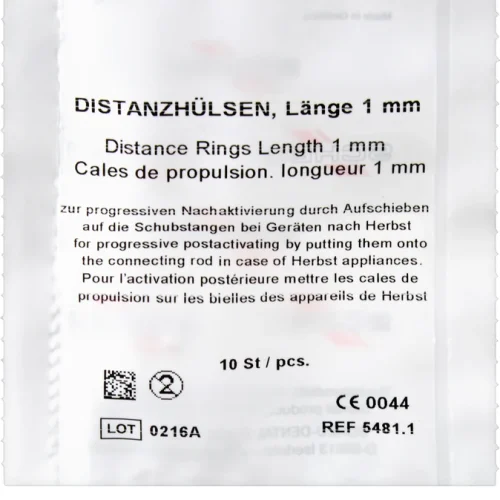 DISTANZHÜLSEN, Länge 1 mm
Distance Rings Length 1 mm
Cales de propulsion. longueur 1 mm
zur progressiven Nachaktivierung durch Aufschieben
auf die Schubstangen bei Geräten nach Herbst
for progressive postactivating by putting them onto
the connecting rod in case of Herbst appliances.
Pour l'activation postérieure mettre les cales de
propulsion sur les bielles des appareils de Herbst
10 St / pcs.
2
CE 0044
LOT 0216A
REF 5481.1